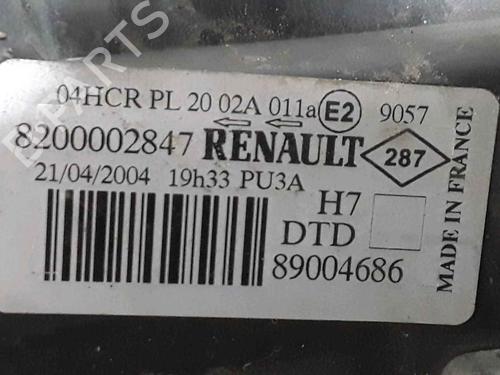 04HCR PL 20 02A 011a E2 9057
8200002847 RENAULT 287
21/04/2004 19h33 PU3A
H7
DTD
89004686
MADE IN FRANCE
B-PARTS